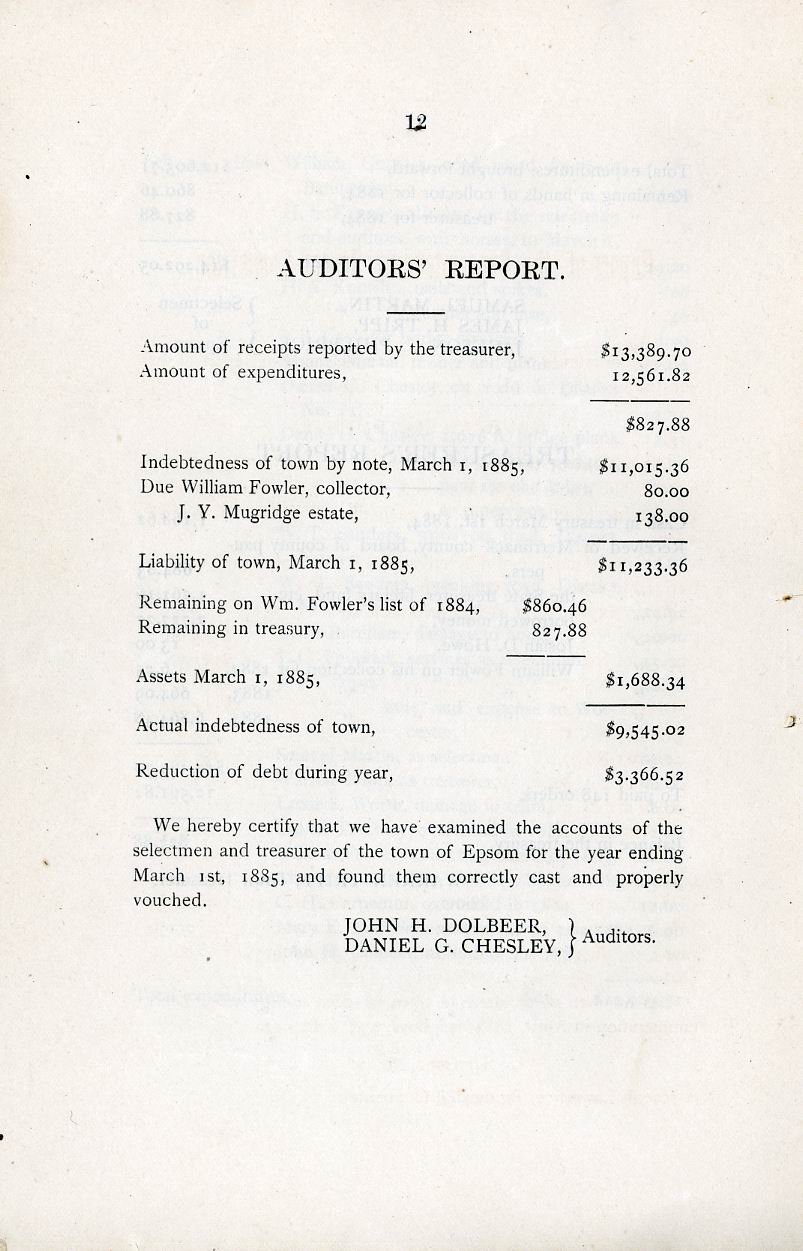 12
AUDITORS' REPORT.
Amount of receipts reported by the treasurer, $13,389.70
Amount of expenditures, 12,561.82
$827.88
Indebtedness of town by note, March 1, 1885, $11,015.36
Due William Fowler, collector, 80.00
J. Y. Mugridge estate, 138.00
Liability of town, March 1, 1885, $11,233.36
Remaining on Wm. Fowler's list of 1884, $860.46
Remaining in treasury, 827.88
Assets March 1, 1885, $1,688.34
Actual indebtedness of town, $9,545.02
Reduction of debt during year, $3.366.52
We hereby certify that we have examined the accounts of the
selectmen and treasurer of the town of Epsom for the year ending
March 1st, 1885, and found them correctly cast and properly
vouched.
JOHN H. DOLBEER,
DANIEL G. CHESLEY, } Auditors.